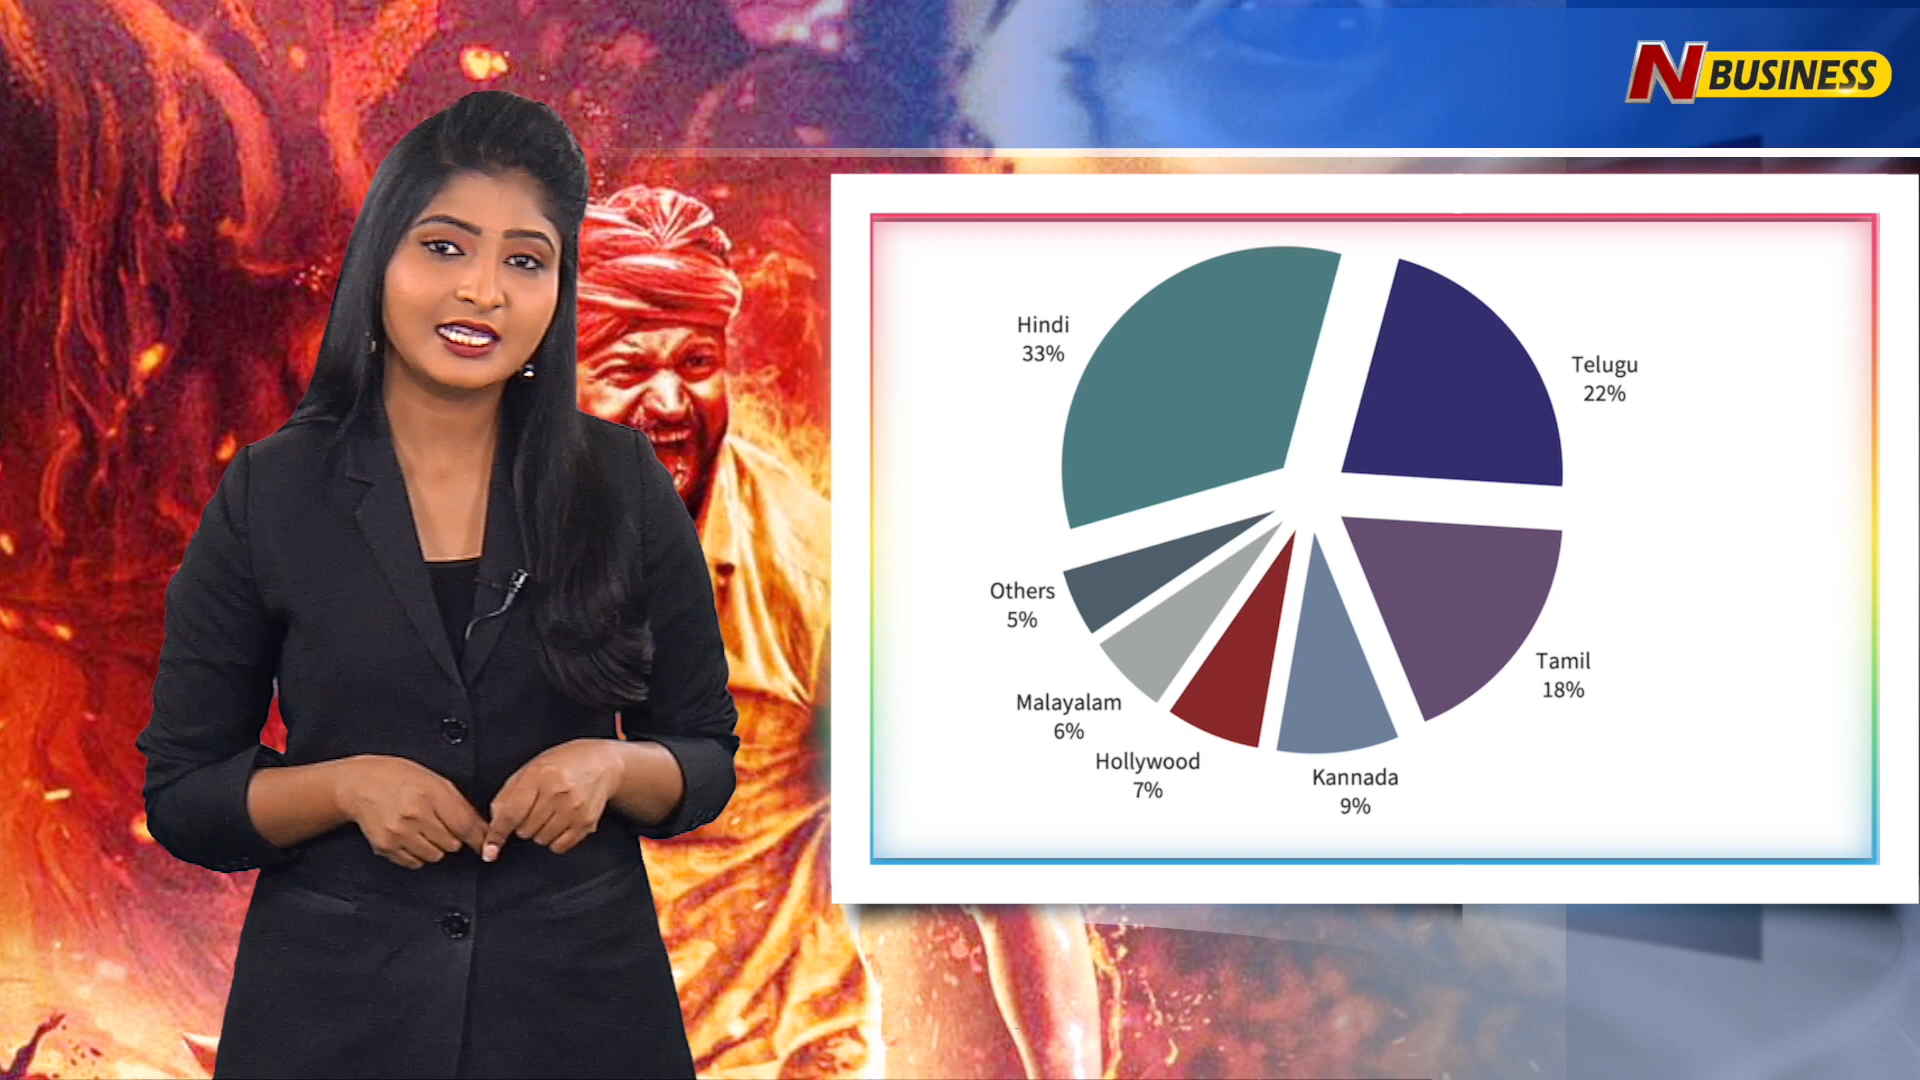 N BUSINESS
Hindi
33%
Telugu
22%
Others
5%
Tamil
18%
Malayalam
6%
Hollywood
7%
Kannada
9%